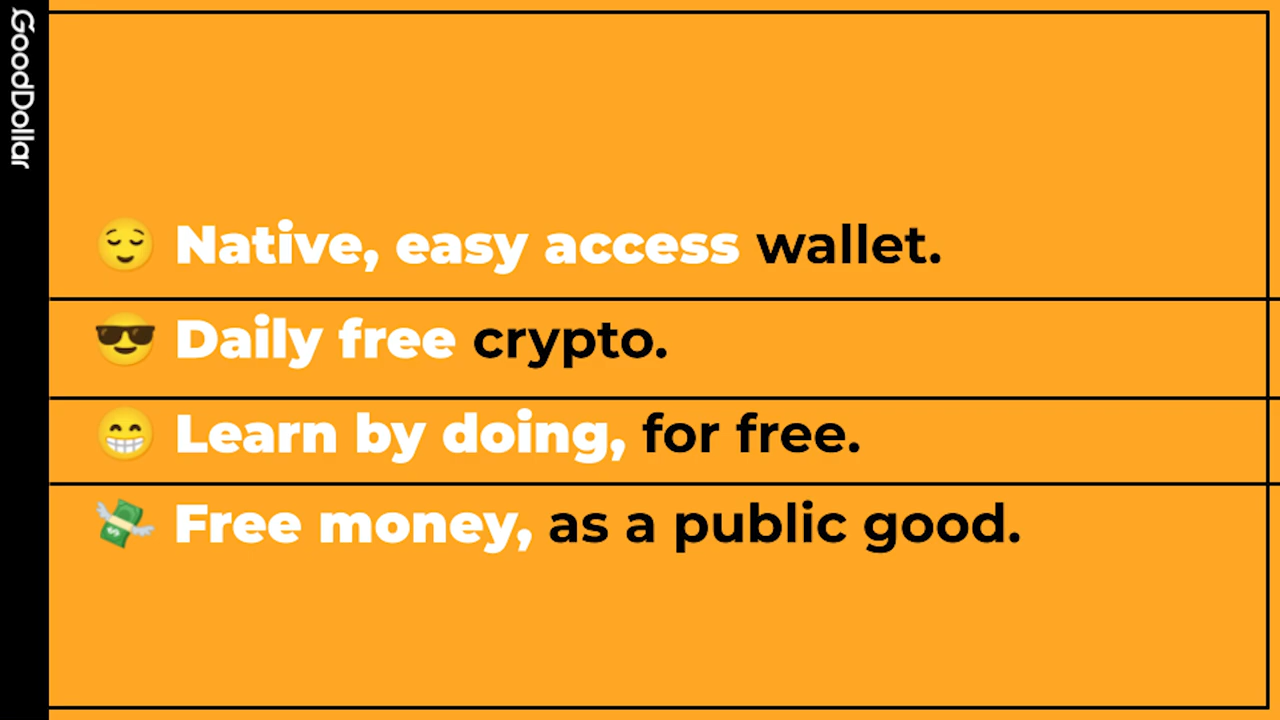 GoodDollar
😌 Native, easy access wallet.
😎 Daily free crypto.
😁 Learn by doing, for free.
💸 Free money, as a public good.